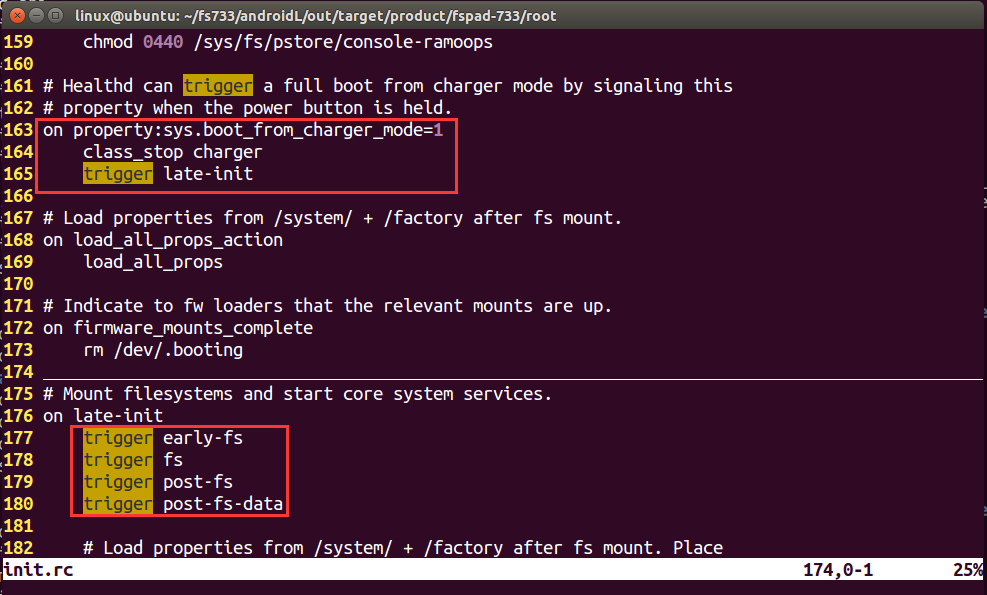 linux@ubuntu: ~/fs733/androidL/out/target/product/fspad-733/root
159     chmod 0440 /sys/fs/pstore/console-ramoops
160
161 # Healthd can trigger a full boot from charger mode by signaling this
162 # property when the power button is held.
163 on property:sys.boot_from_charger_mode=1
164     class_stop charger
165     trigger late-init
166
167 # Load properties from /system/ + /factory after fs mount.
168 on load_all_props_action
169     load_all_props
170
171 # Indicate to fw loaders that the relevant mounts are up.
172 on firmware_mounts_complete
173     rm /dev/.booting
174
175 # Mount filesystems and start core system services.
176 on late-init
177     trigger early-fs
178     trigger fs
179     trigger post-fs
180     trigger post-fs-data
181
182     # Load properties from /system/ + /factory after fs mount. Place
init.rc 174,0-1 25%